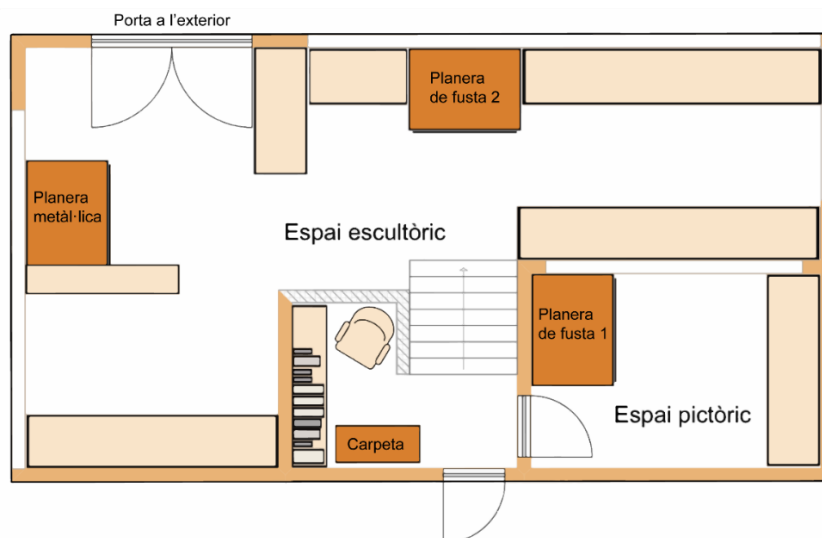 Porta a l'exterior
Planera
de fusta 2
Planera
metàl·lica
Espai escultòric
Planera
de fusta 1
Espai pictòric
Carpeta